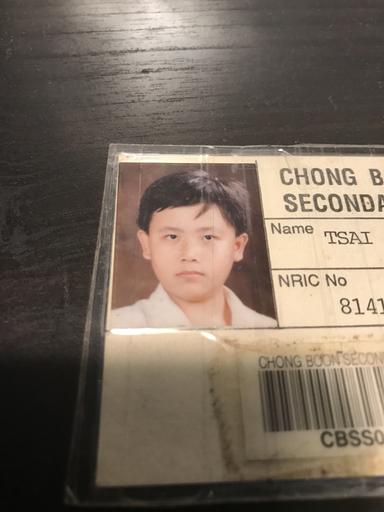 CHONG B
SECONDA
Name TSAI
NRIC No
8141
CHONG BOON SECON
CBSS0